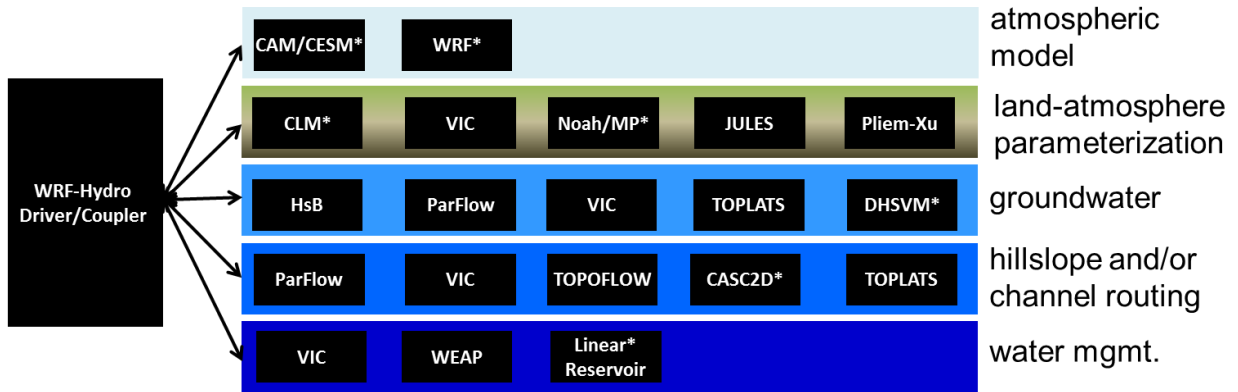 WRF-Hydro
Driver/Coupler
CAM/CESM*
WRF*
atmospheric
model
CLM*
VIC
Noah/MP*
JULES
Pliem-Xu
land-atmosphere
parameterization
HsB
ParFlow
VIC
TOPLATS
DHSVM*
groundwater
ParFlow
VIC
TOPOFLOW
CASC2D*
TOPLATS
hillslope and/or
channel routing
VIC
WEAP
Linear*
Reservoir
water mgmt.